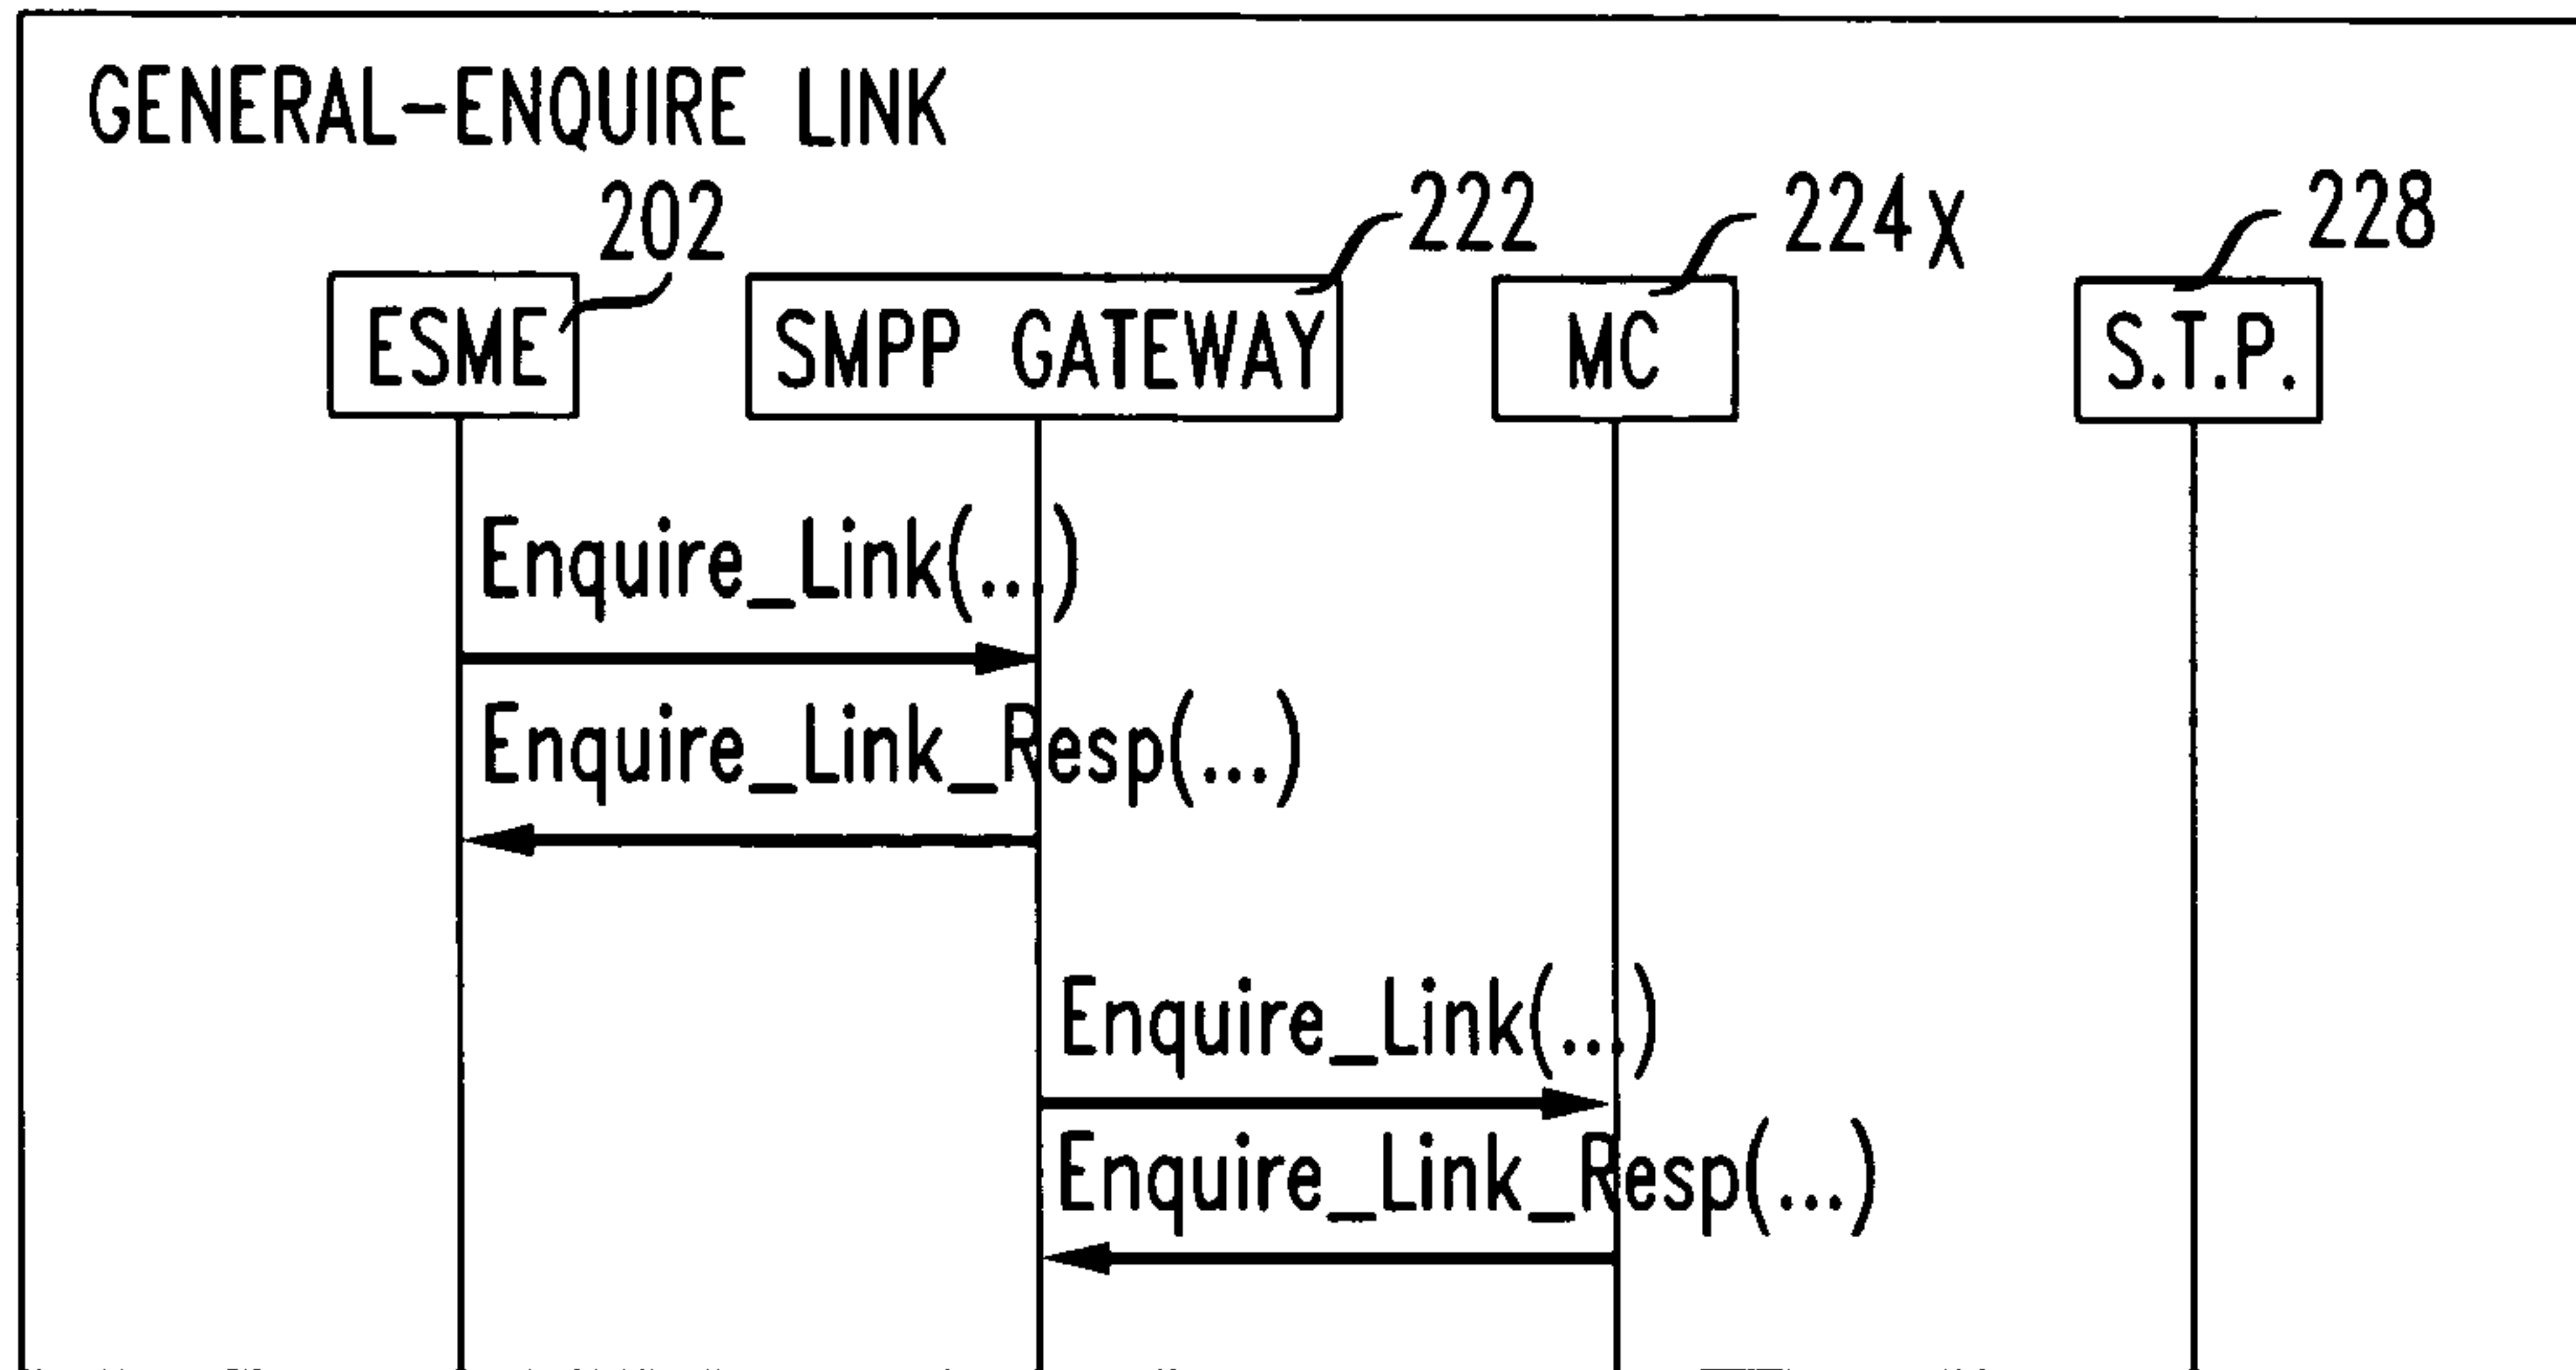 GENERAL-ENQUIRE LINK
202 222 224X 228
ESME SMPP GATEWAY MC S.T.P.
Enquire_Link(...)
Enquire_Link_Resp(...)
Enquire_Link(...)
Enquire_Link_Resp(...)